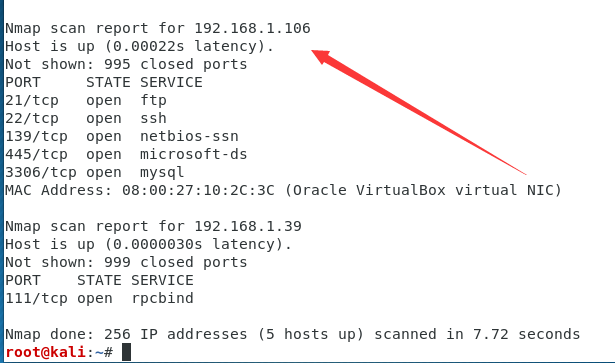 Nmap scan report for 192.168.1.106
Host is up (0.00022s latency).
Not shown: 995 closed ports
PORT     STATE SERVICE
21/tcp   open  ftp
22/tcp   open  ssh
139/tcp  open  netbios-ssn
445/tcp  open  microsoft-ds
3306/tcp open  mysql
MAC Address: 08:00:27:10:2C:3C (Oracle VirtualBox virtual NIC)
Nmap scan report for 192.168.1.39
Host is up (0.0000030s latency).
Not shown: 999 closed ports
PORT    STATE SERVICE
111/tcp open  rpcbind
Nmap done: 256 IP addresses (5 hosts up) scanned in 7.72 seconds
root@kali:~#